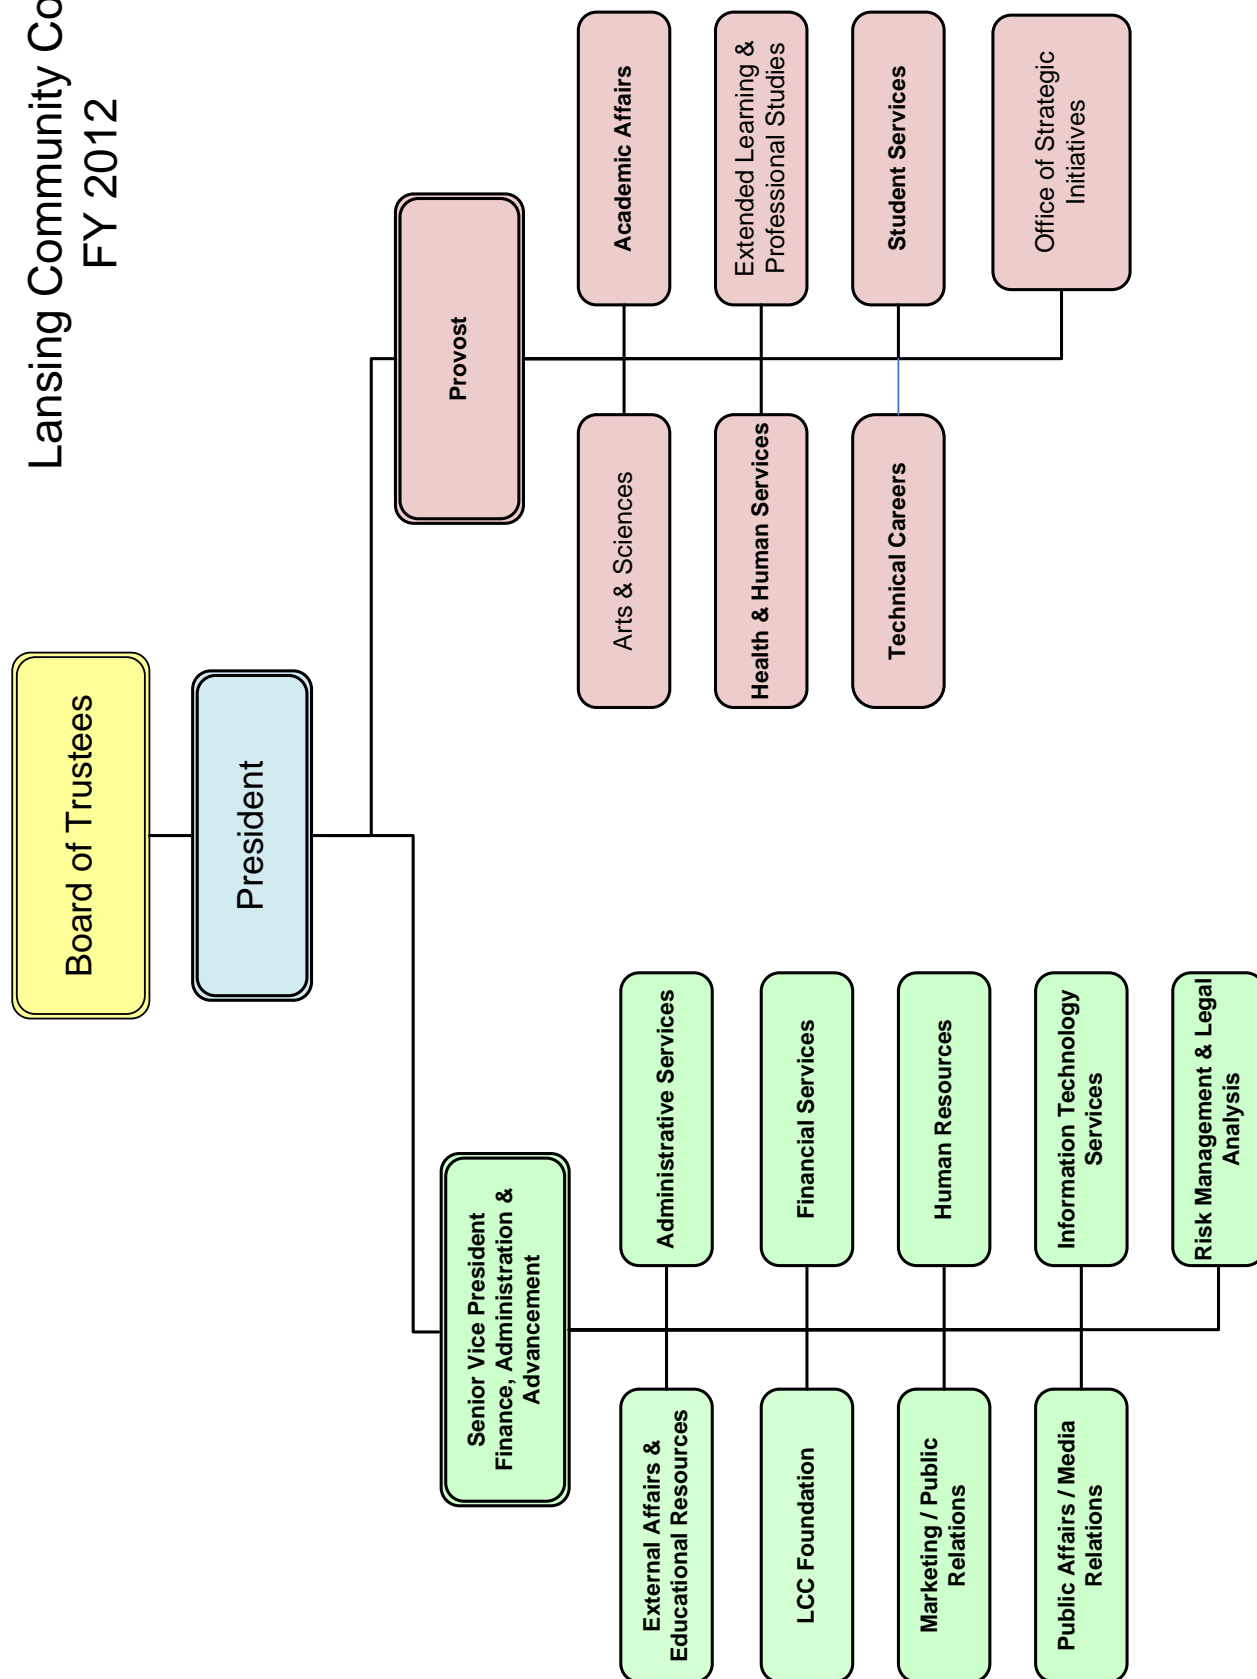 Lansing Community Co
FY 2012
Board of Trustees
President
Senior Vice President
Finance, Administration &
Advancement
Provost
External Affairs &
Educational Resources
Administrative Services
LCC Foundation
Financial Services
Marketing / Public
Relations
Human Resources
Public Affairs / Media
Relations
Information Technology
Services
Risk Management & Legal
Analysis
Arts & Sciences
Academic Affairs
Health & Human Services
Extended Learning &
Professional Studies
Technical Careers
Student Services
Office of Strategic
Initiatives